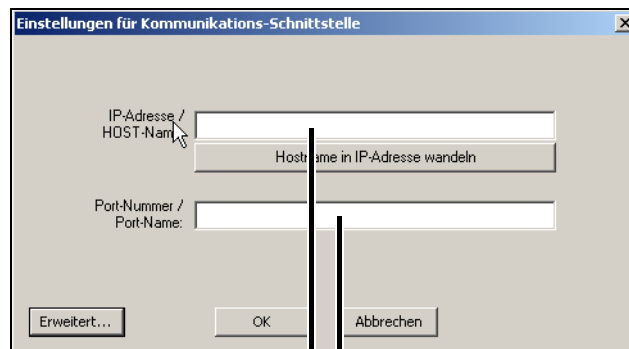 Einstellungen für Kommunikations-Schnittstelle
IP-Adresse /
HOST-Name:
Hostname in IP-Adresse wandeln
Port-Nummer /
Port-Name:
Erweitert...
OK
Abbrechen